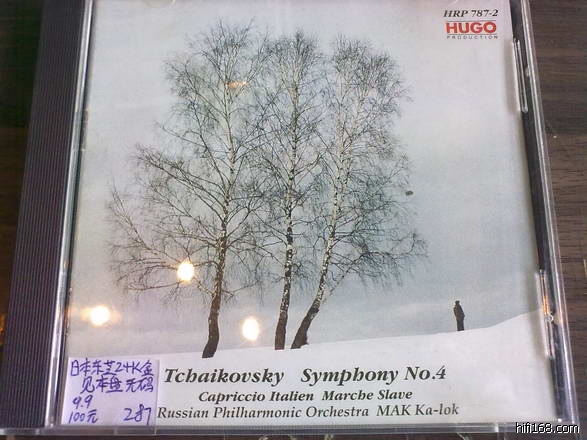 HRP 787-2
HUGO
PRODUCTION
Tchaikovsky Symphony No.4
Capriccio Italien Marche Slave
Russian Philharmonic Orchestra MAK Ka-lok
日本东芝24K金
见本盘无码
9.9
100元 287
hifi168.com